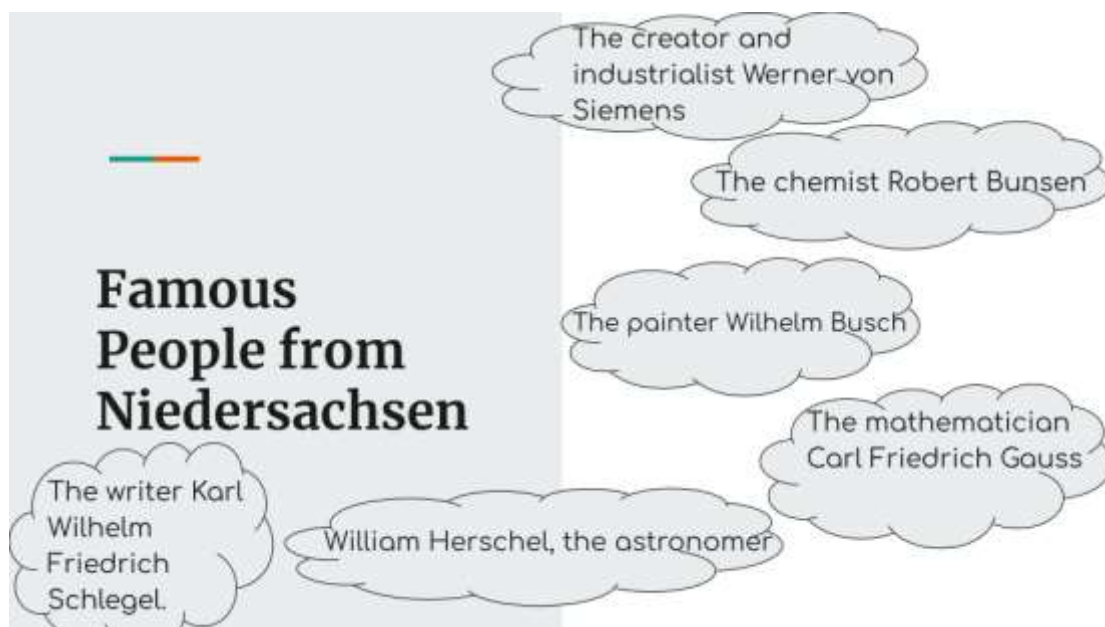 The creator and
industrialist Werner von
Siemens
The chemist Robert Bunsen
Famous
People from
Niedersachsen
The painter Wilhelm Busch
The mathematician
Carl Friedrich Gauss
The writer Karl
Wilhelm
Friedrich
Schlegel.
William Herschel, the astronomer